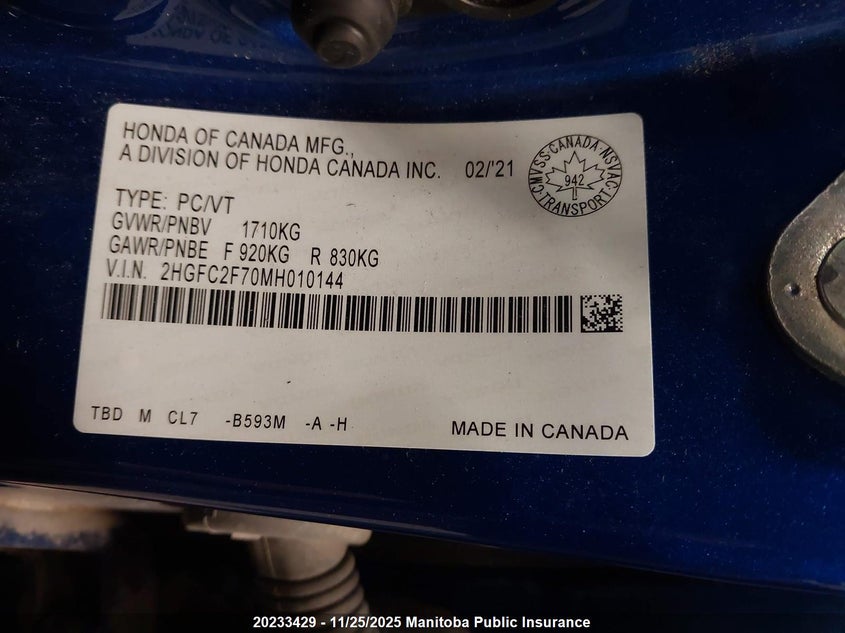 HONDA OF CANADA MFG.,
A DIVISION OF HONDA CANADA INC. 02/'21
CMVSS·CANADA·NSVAC
942
·TRANSPORT·
TYPE: PC/VT
GVWR/PNBV 1710KG
GAWR/PNBE F 920KG R 830KG
V.I.N. 2HGFC2F70MH010144
TBD M CL7 -B593M -A -H
MADE IN CANADA
20233429 - 11/25/2025 Manitoba Public Insurance